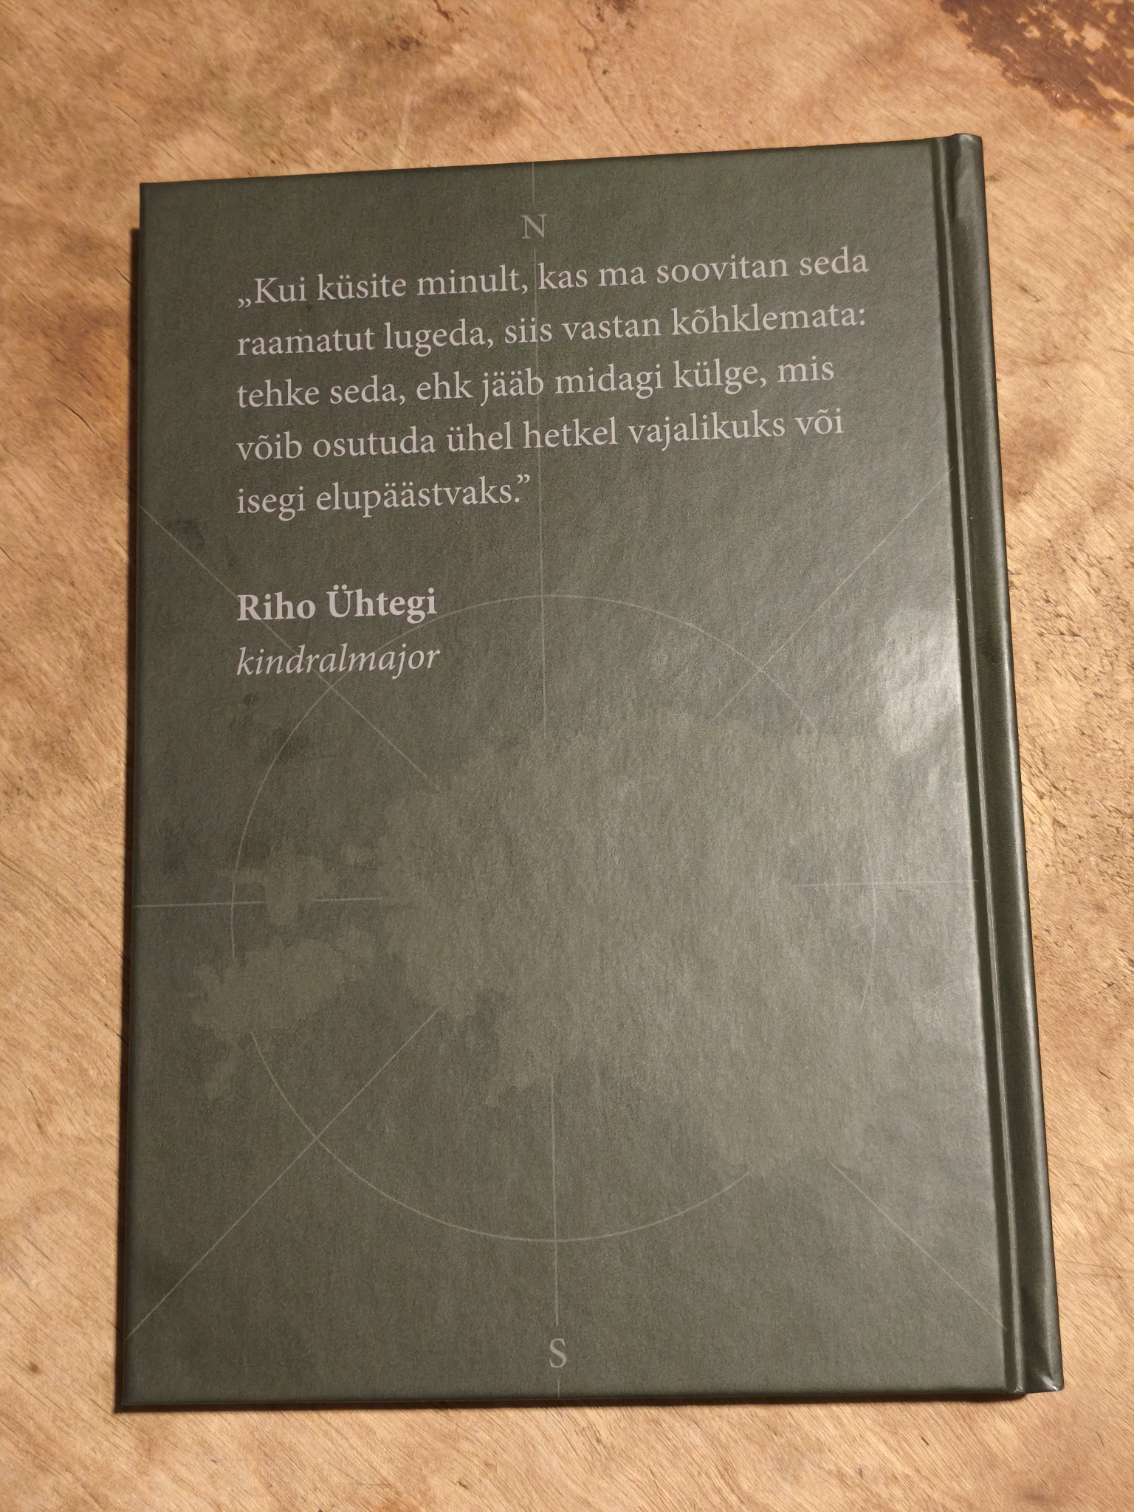 N
„Kui küsite minult, kas ma soovitan seda
raamatut lugeda, siis vastan kõhklemata:
tehke seda, ehk jääb midagi külge, mis
võib osutuda ühel hetkel vajalikuks või
isegi elupäästvaks.”
Riho Ühtegi
kindralmajor
S